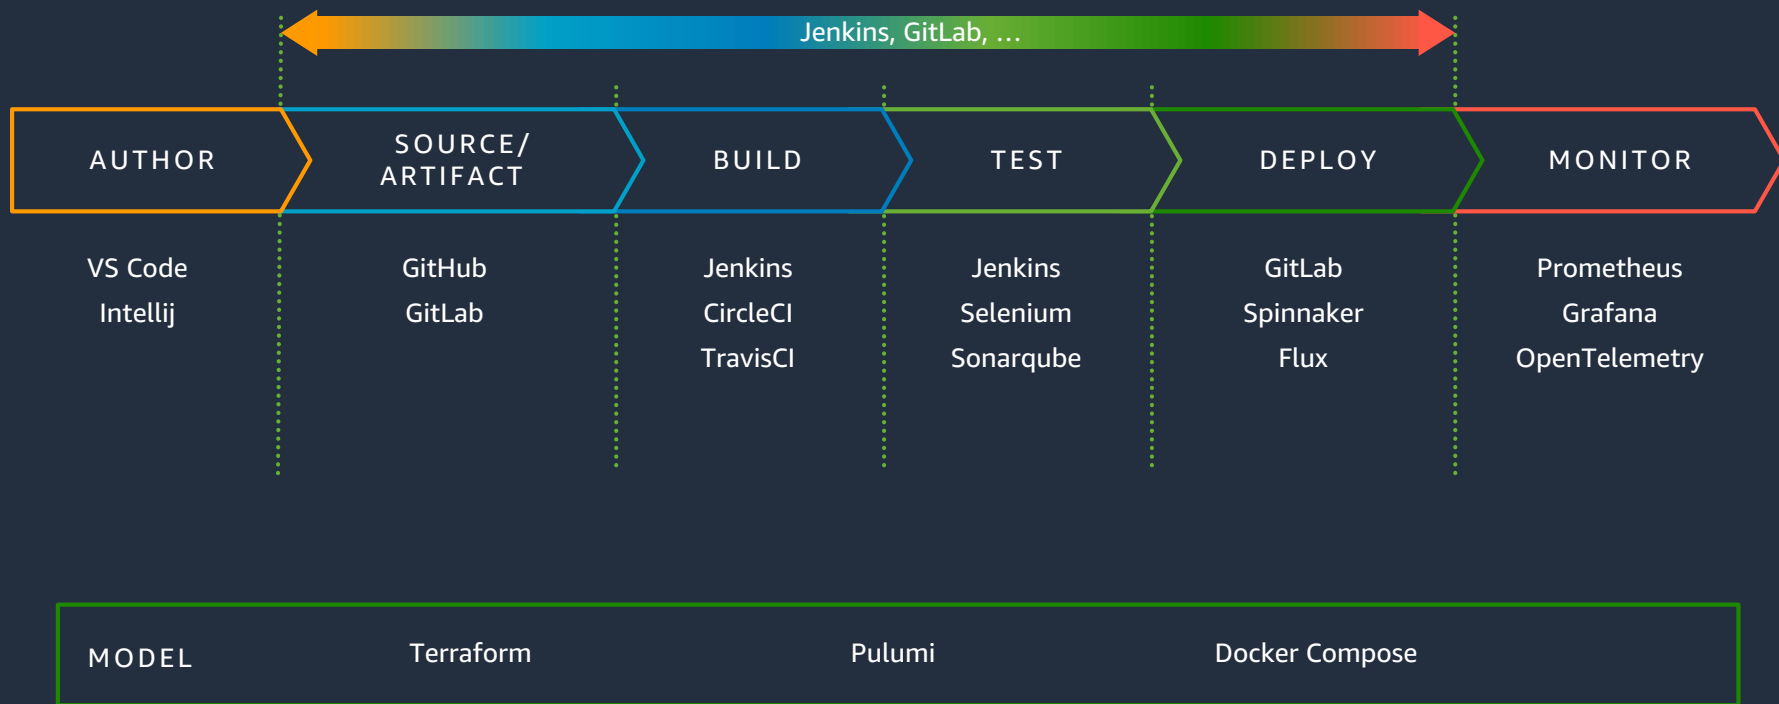 Jenkins, GitLab, ...
AUTHOR
SOURCE/
ARTIFACT
BUILD
TEST
DEPLOY
MONITOR
VS Code
Intellij
GitHub
GitLab
Jenkins
CircleCI
TravisCI
Jenkins
Selenium
Sonarqube
GitLab
Spinnaker
Flux
Prometheus
Grafana
OpenTelemetry
MODEL
Terraform
Pulumi
Docker Compose